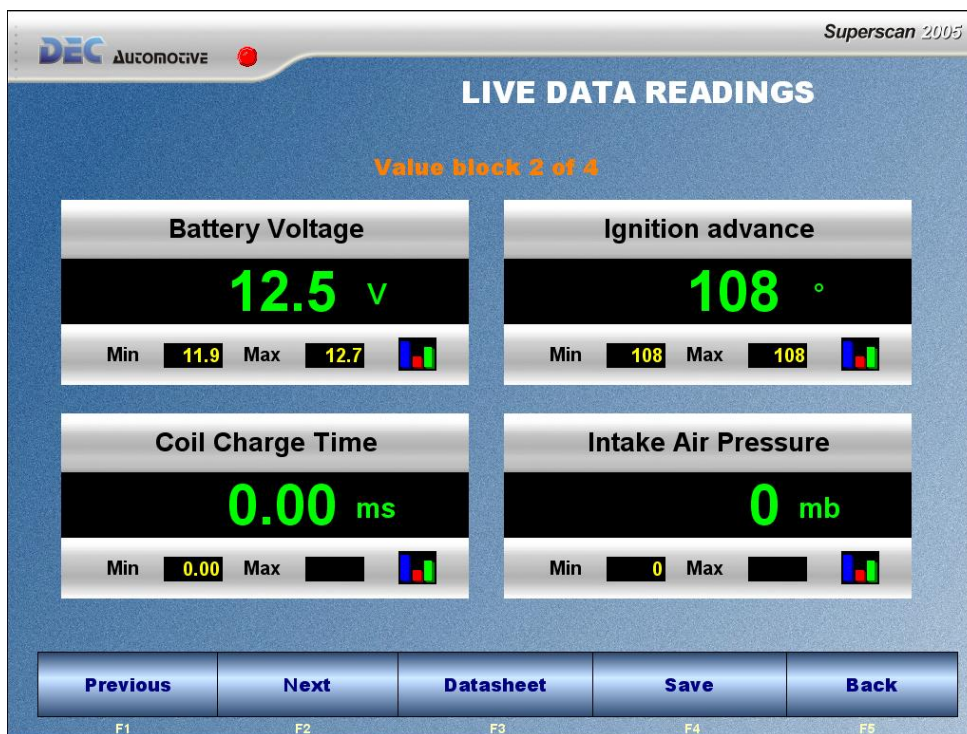 Superscan 2005
DEC AUTOMOTIVE
LIVE DATA READINGS
Value block 2 of 4
Battery Voltage
12.5 V
Min 11.9 Max 12.7
Ignition advance
108 °
Min 108 Max 108
Coil Charge Time
0.00 ms
Min 0.00 Max
Intake Air Pressure
0 mb
Min 0 Max
Previous Next Datasheet Save Back
F1 F2 F3 F4 F5